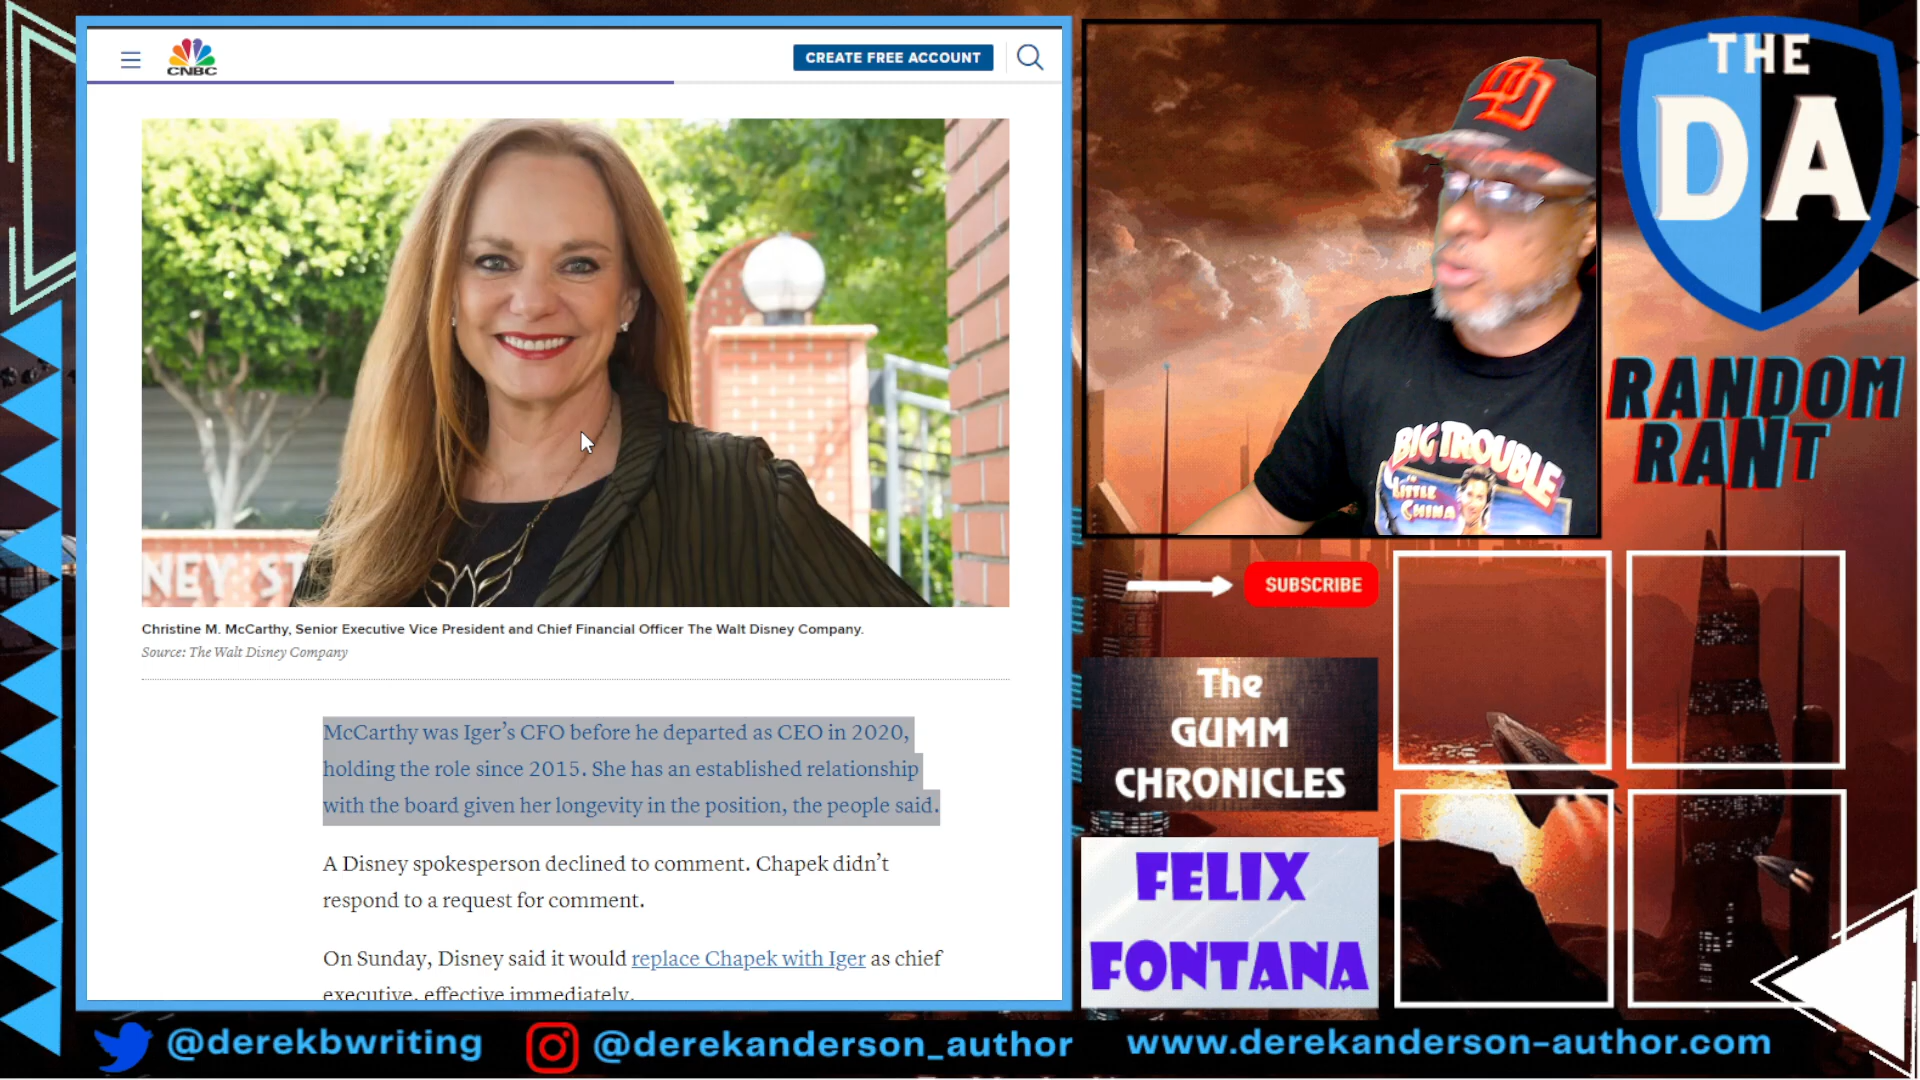 CNBC
CREATE FREE ACCOUNT
NEY ST
Christine M. McCarthy, Senior Executive Vice President and Chief Financial Officer The Walt Disney Company.
Source: The Walt Disney Company
McCarthy was Iger’s CFO before he departed as CEO in 2020,
holding the role since 2015. She has an established relationship
with the board given her longevity in the position, the people said.
A Disney spokesperson declined to comment. Chapek didn’t
respond to a request for comment.
On Sunday, Disney said it would replace Chapek with Iger as chief
executive, effective immediately.
BIG TROUBLE
LITTLE
CHINA
THE
DA
RANDOM
RANT
SUBSCRIBE
The
GUMM
CHRONICLES
FELIX
FONTANA
@derekbwriting
@derekanderson_author
www.derekanderson-author.com